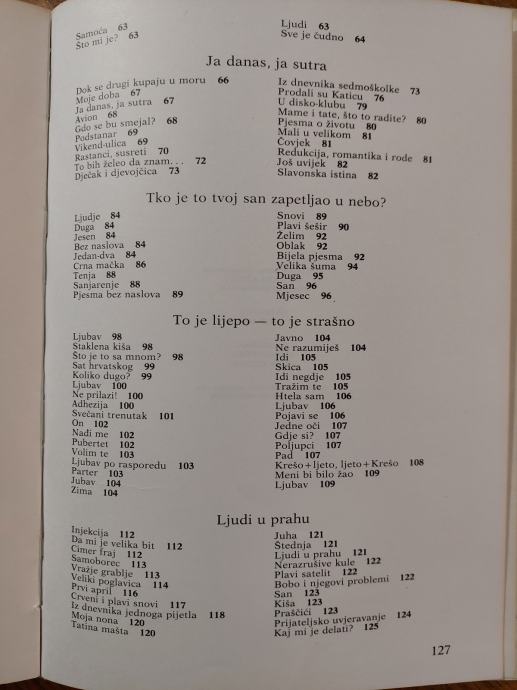 Samoća 63
Što mi je? 63
Ljudi 63
Sve je čudno 64
Ja danas, ja sutra
Dok se drugi kupaju u moru 66
Moje doba 67
Ja danas, ja sutra 67
Avion 68
Gdo se bu smejal? 68
Podstanar 69
Vikend-ulica 69
Rastanci, susreti 70
To bih želeo da znam... 72
Dječak i djevojčica 73
Iz dnevnika sedmoškolke 73
Prodali su Katicu 76
U disko-klubu 79
Mame i tate, što to radite? 80
Pjesma o životu 80
Mali u velikom 81
Čovjek 81
Redukcija, romantika i rode 81
Još uvijek 82
Slavonska istina 82
Tko je to tvoj san zapetljao u nebo?
Ljudje 84
Duga 84
Jesen 84
Bez naslova 84
Jedan-dva 84
Crna mačka 86
Tenja 88
Sanjarenje 88
Pjesma bez naslova 89
Snovi 89
Plavi šešir 90
Želim 92
Oblak 92
Bijela pjesma 92
Velika šuma 94
Duga 95
San 96
Mjesec 96
To je lijepo — to je strašno
Ljubav 98
Staklena kiša 98
Što je to sa mnom? 98
Sat hrvatskog 99
Koliko dugo? 99
Ljubav 100
Ne prilazi! 100
Adhezija 100
Svečani trenutak 101
On 102
Nađi me 102
Pubertet 102
Volim te 103
Ljubav po rasporedu 103
Parter 103
Jubav 104
Zima 104
Javno 104
Ne razumiješ 104
Idi 105
Skica 105
Idi negdje 105
Tražim te 105
Htela sam 106
Ljubav 106
Pojavi se 106
Jedne oči 107
Gdje si? 107
Poljupci 107
Pad 107
Krešo+ljeto, ljeto+Krešo 108
Meni bi bilo žao 109
Ljubav 109
Ljudi u prahu
Injekcija 112
Da mi je velika bit 112
Cimer fraj 112
Samoborec 113
Vražje grablje 113
Veliki poglavica 114
Prvi april 116
Crveni i plavi snovi 117
Iz dnevnika jednoga pijetla 118
Moja nona 120
Tatina mašta 120
Juha 121
Štednja 121
Ljudi u prahu 121
Nerazrušive kule 122
Plavi satelit 122
Bobo i njegovi problemi 122
San 123
Kiša 123
Praščići 123
Prijateljsko uvjeravanje 124
Kaj mi je delati? 125
127